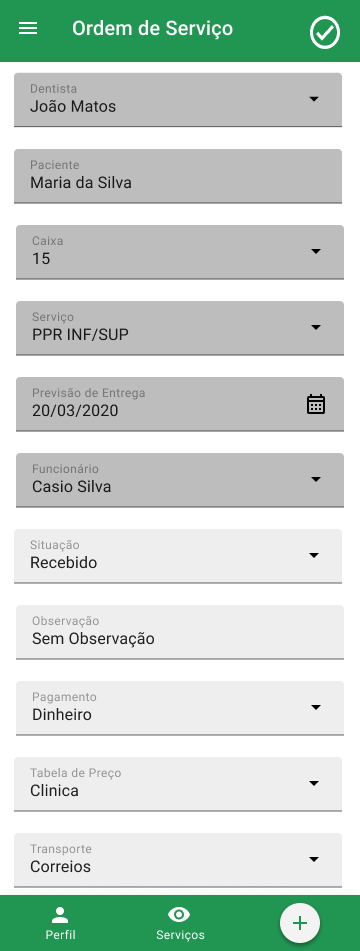 Ordem de Serviço
Dentista
João Matos
Paciente
Maria da Silva
Caixa
15
Serviço
PPR INF/SUP
Previsão de Entrega
20/03/2020
Funcionário
Casio Silva
Situação
Recebido
Observação
Sem Observação
Pagamento
Dinheiro
Tabela de Preço
Clinica
Transporte
Correios
Perfil
Serviços